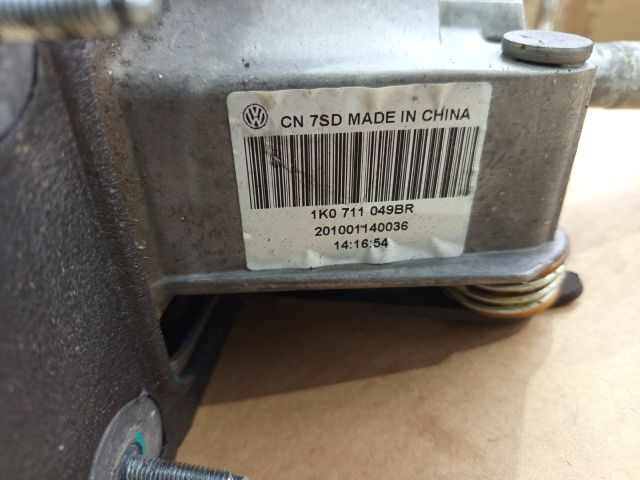 CN 7SD MADE IN CHINA
1K0 711 049BR
201001140036
14:16:54